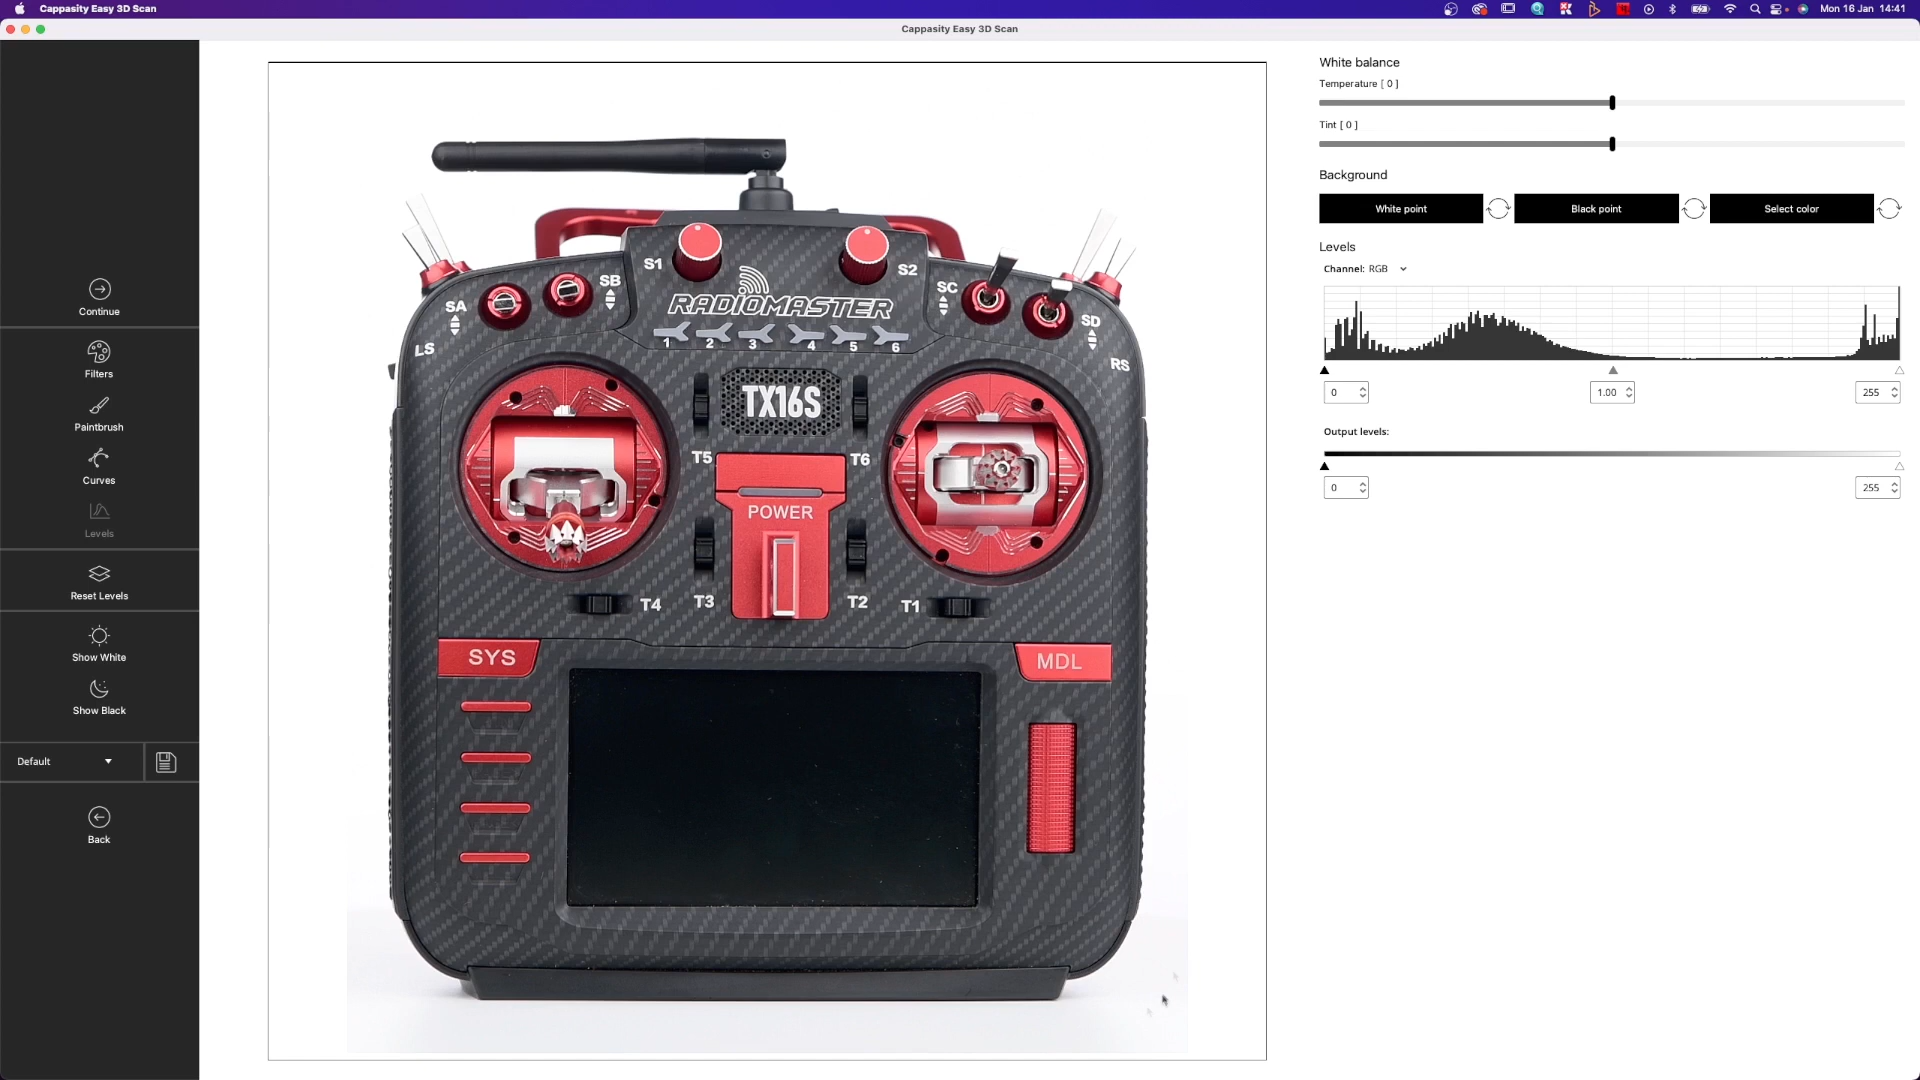 Cappasity Easy 3D Scan
Mon 16 Jan 14:41
Cappasity Easy 3D Scan
Continue
Filters
Paintbrush
Curves
Levels
Reset Levels
Show White
Show Black
Default
Back
S1
S2
SA
SB
SC
SD
LS
RS
RADIOMASTER
1 2 3 4 5 6
TX16S
T5
T6
POWER
T4
T3
T2
T1
SYS
MDL
White balance
Temperature [ 0 ]
Tint [ 0 ]
Background
White point
Black point
Select color
Levels
Channel: RGB
0
1.00
255
Output levels:
0
255